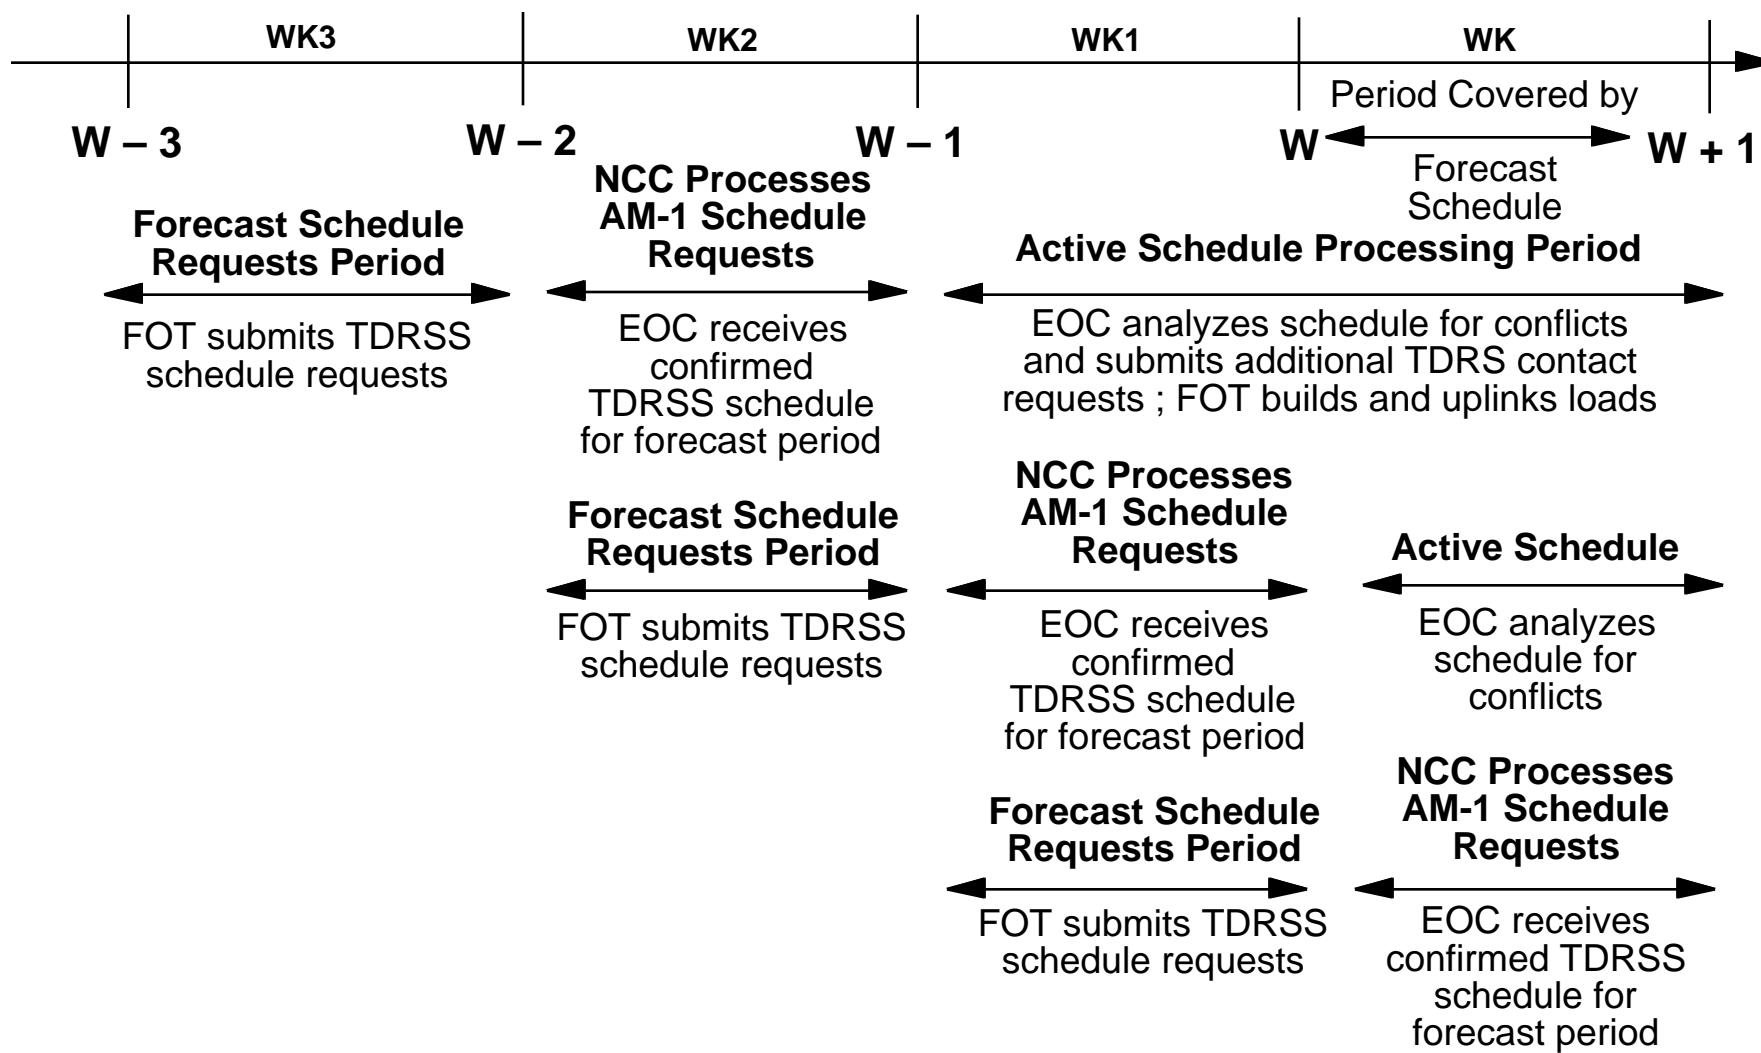 WK3
WK2
WK1
WK
W – 3
W – 2
W – 1
W
W + 1
Period Covered by
Forecast
Schedule
Forecast Schedule
Requests Period
FOT submits TDRSS
schedule requests
NCC Processes
AM-1 Schedule
Requests
EOC receives
confirmed
TDRSS schedule
for forecast period
Active Schedule Processing Period
EOC analyzes schedule for conflicts
and submits additional TDRS contact
requests ; FOT builds and uplinks loads
Forecast Schedule
Requests Period
FOT submits TDRSS
schedule requests
NCC Processes
AM-1 Schedule
Requests
EOC receives
confirmed
TDRSS schedule
for forecast period
Active Schedule
EOC analyzes
schedule for
conflicts
Forecast Schedule
Requests Period
FOT submits TDRSS
schedule requests
NCC Processes
AM-1 Schedule
Requests
EOC receives
confirmed TDRSS
schedule for
forecast period